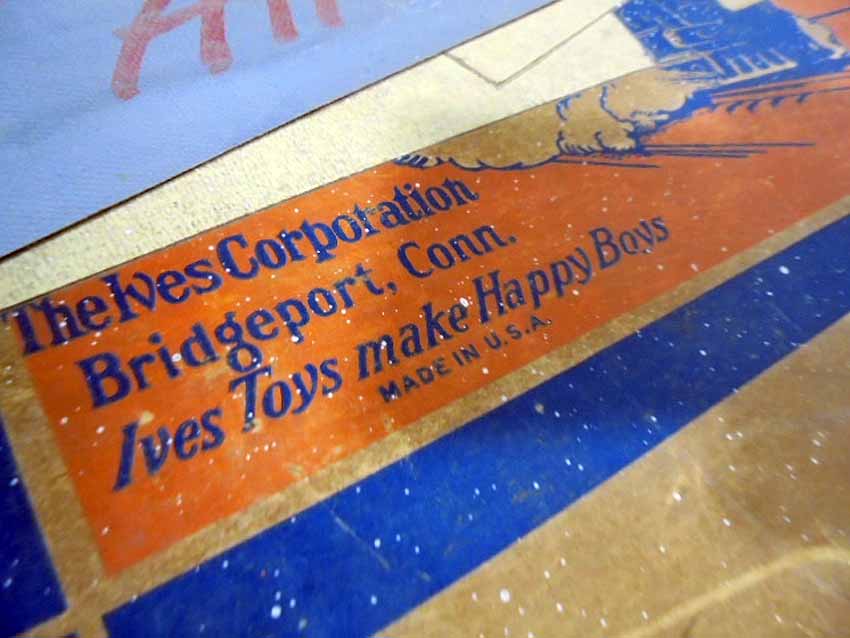 The Ives Corporation
Bridgeport, Conn.
Ives Toys make Happy Boys
MADE IN U.S.A.